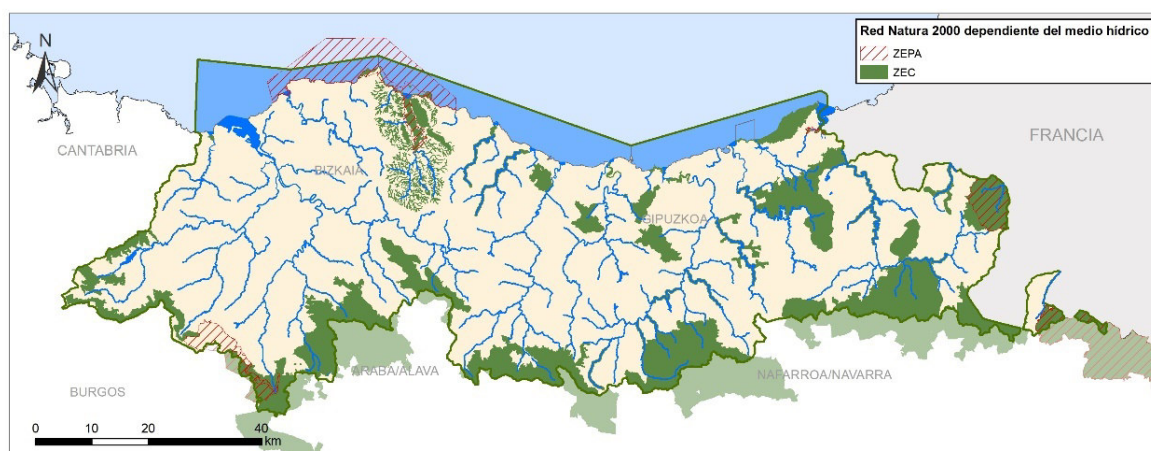 Red Natura 2000 dependiente del medio hídrico
ZEPA
ZEC
N
CANTABRIA
FRANCIA
BIZKAIA
GIPUZKOA
ARABA/ALAVA
NAFARROA/NAVARRA
BURGOS
0 10 20 40
km